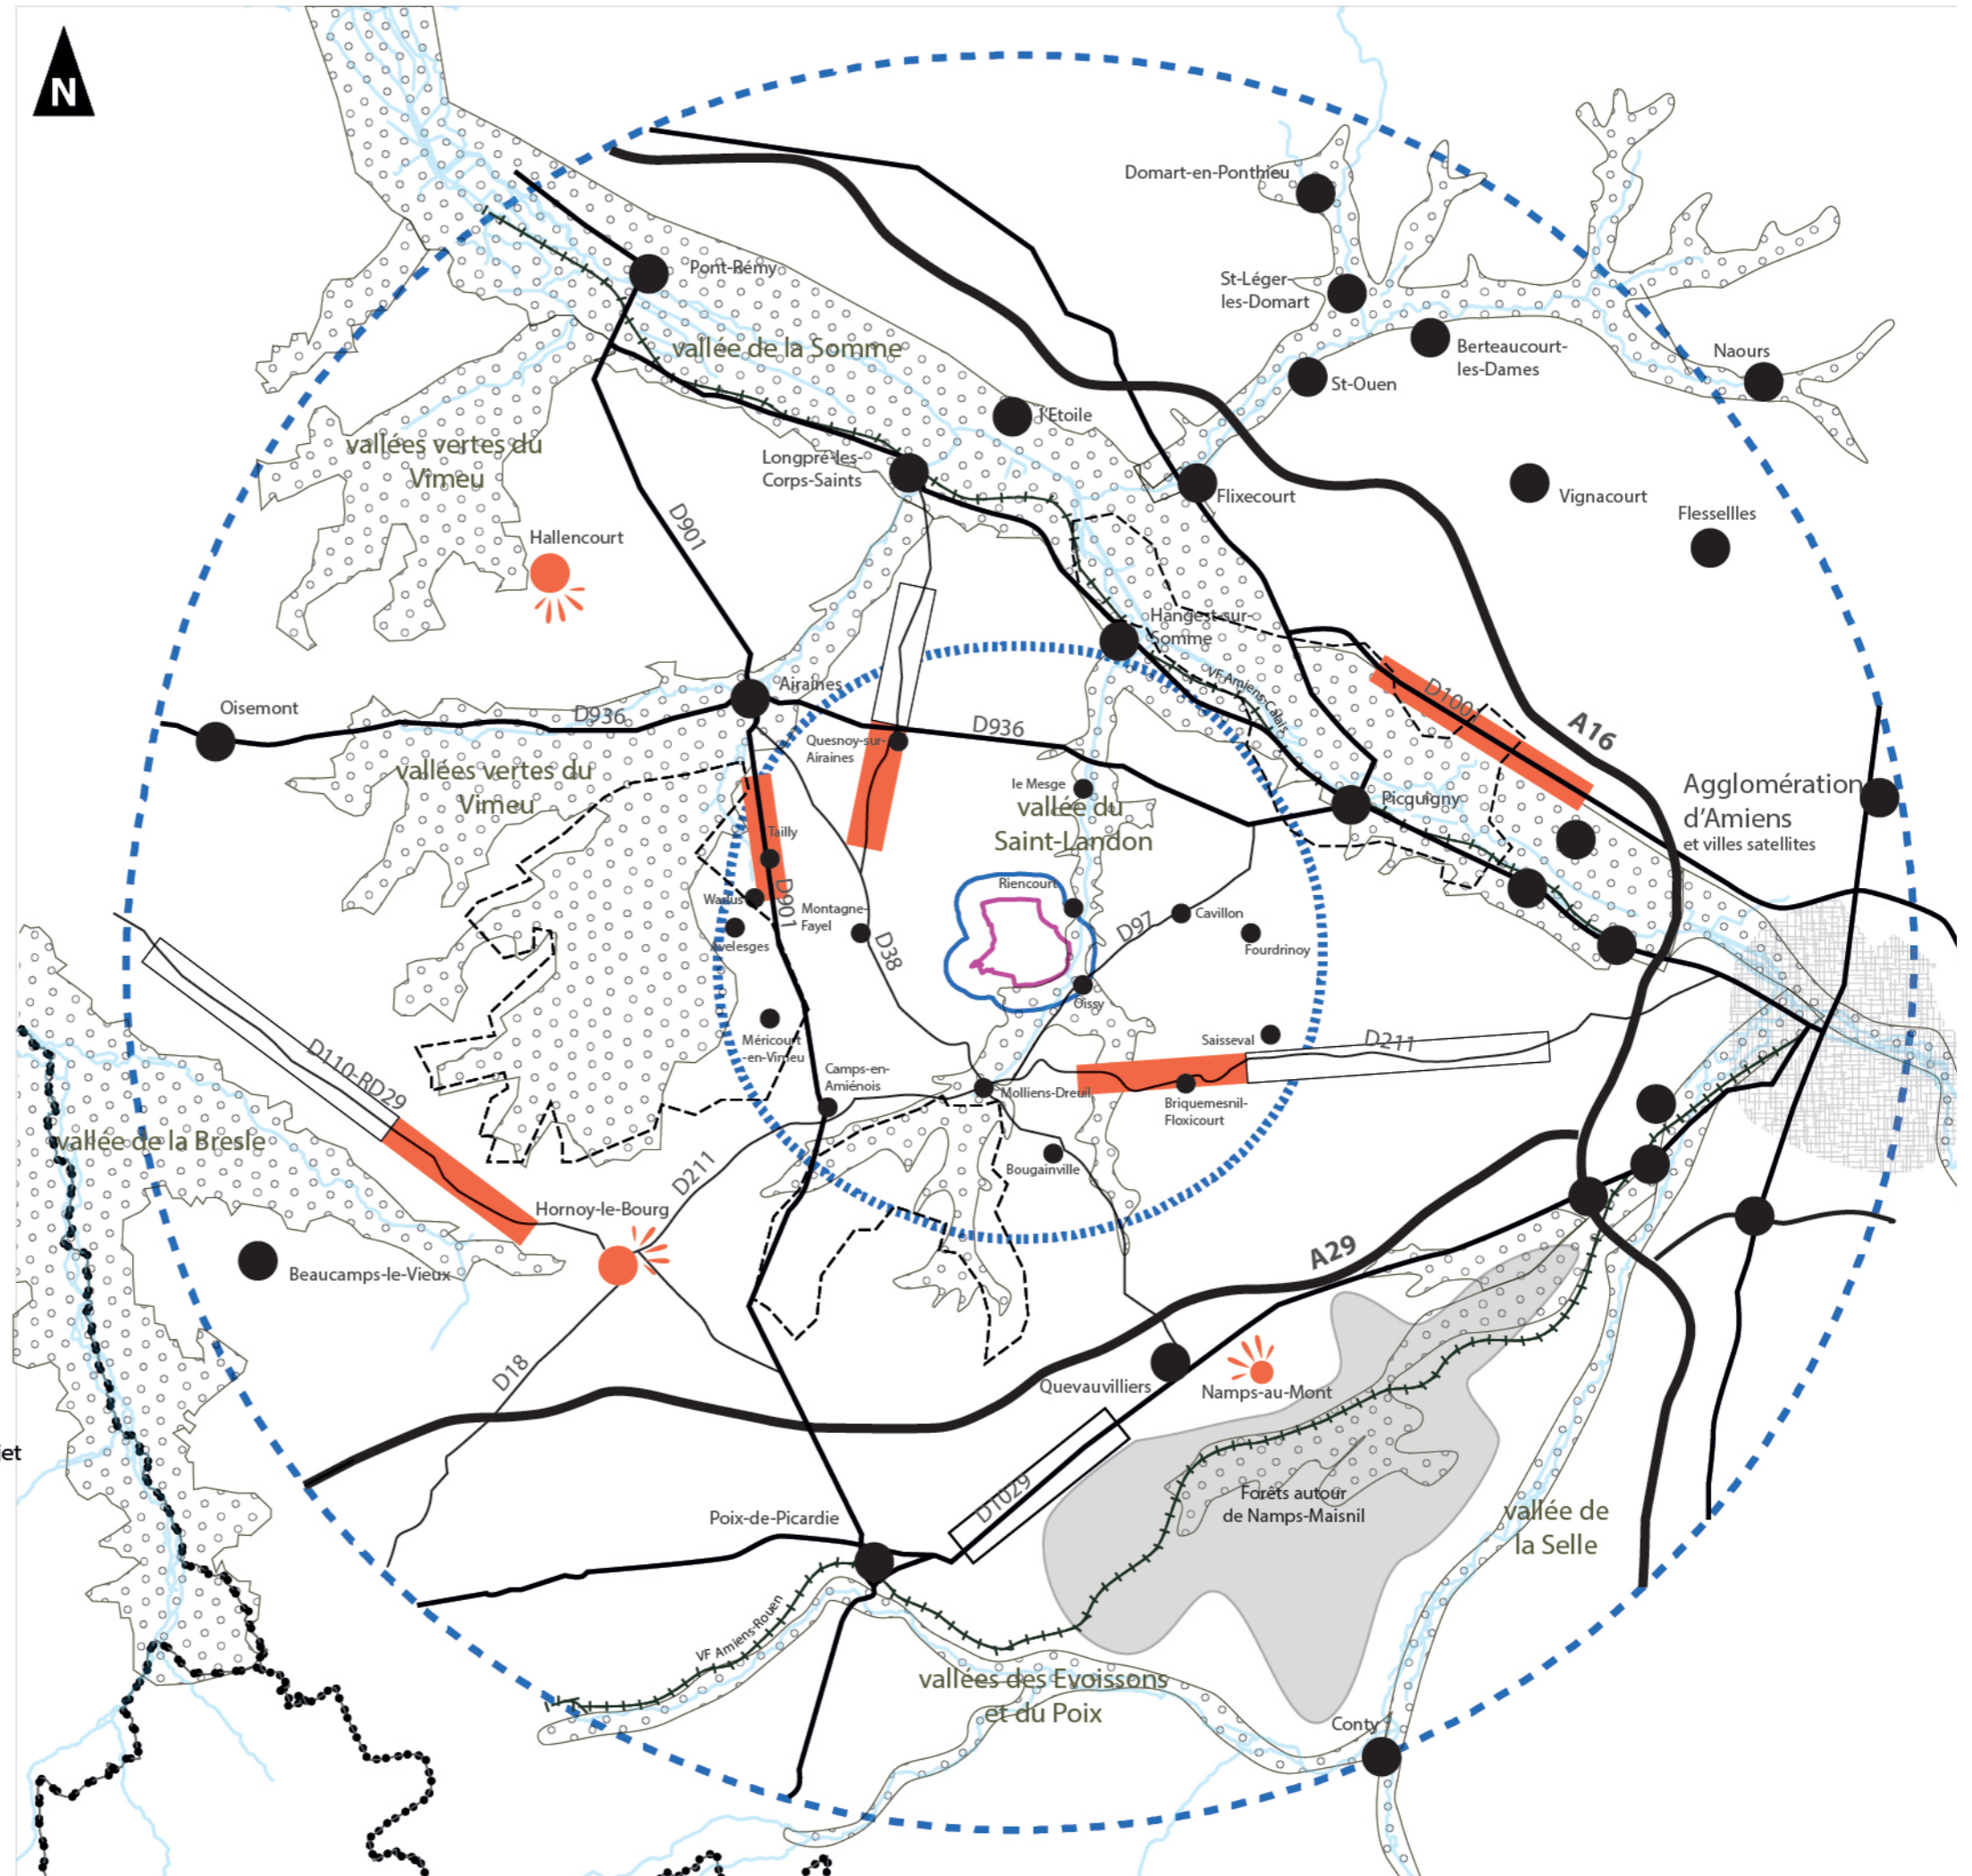 N
Domart-en-Ponthieu
Pont-Rémy
St-Léger-
les-Domart
vallée de la Somme
Berteaucourt-
les-Dames
Naours
St-Ouen
l'Etoile
vallées vertes du
Vimeu
Longpré-les-
Corps-Saints
Flixecourt
Vignacourt
Flessellles
D901
Hallencourt
Hangest-sur-
Somme
VF Amiens-Calais
Airaines
Oisemont
D936
D936
Quesnoy-sur-
Airaines
D1001
A16
vallées vertes du
Vimeu
le Mesge
vallée du
Saint-Landon
Picquigny
Agglomération
d'Amiens
et villes satellites
Tailly
Warlus
D901
Montagne-
Fayel
Avelesges
Riencourt
D38
D97
Cavillon
Fourdrinoy
Oissy
Méricourt
-en-Vimeu
Saisseval
D211
D110-RD29
Camps-en-
Amiénois
Molliens-Dreuil
Briquemesnil-
Floxicourt
vallée de la Bresle
Bougainville
D211
Hornoy-le-Bourg
A29
Beaucamps-le-Vieux
D18
Quevauvilliers
Namps-au-Mont
jet
D1029
Forêts autour
de Namps-Maisnil
vallée de
la Selle
Poix-de-Picardie
VF Amiens-Rouen
vallées des Evoissons
et du Poix
Conty